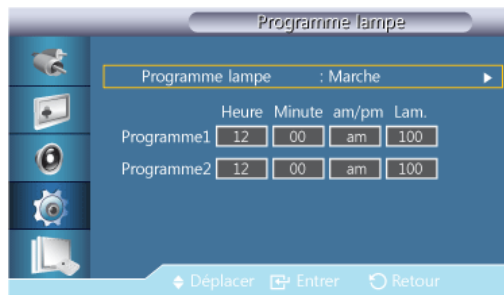 Programme lampe
Programme lampe : Marche
Heure Minute am/pm Lam.
Programme1 12 00 am 100
Programme2 12 00 am 100
Déplacer Entrer Retour